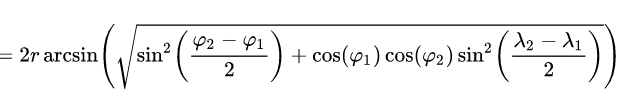 = 2r arcsin(√(sin²((φ₂ − φ₁)/2) + cos(φ₁) cos(φ₂) sin²((λ₂ − λ₁)/2)))